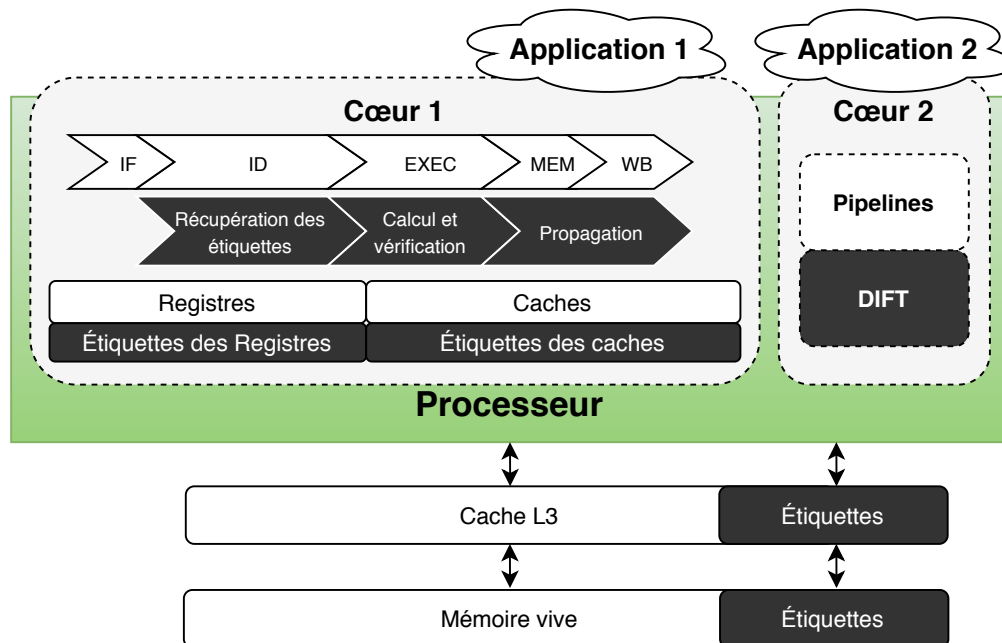 Application 1
Application 2
Cœur 1
Cœur 2
IF
ID
EXEC
MEM
WB
Récupération des
étiquettes
Calcul et
vérification
Propagation
Pipelines
DIFT
Registres
Caches
Étiquettes des Registres
Étiquettes des caches
Processeur
Cache L3
Étiquettes
Mémoire vive
Étiquettes